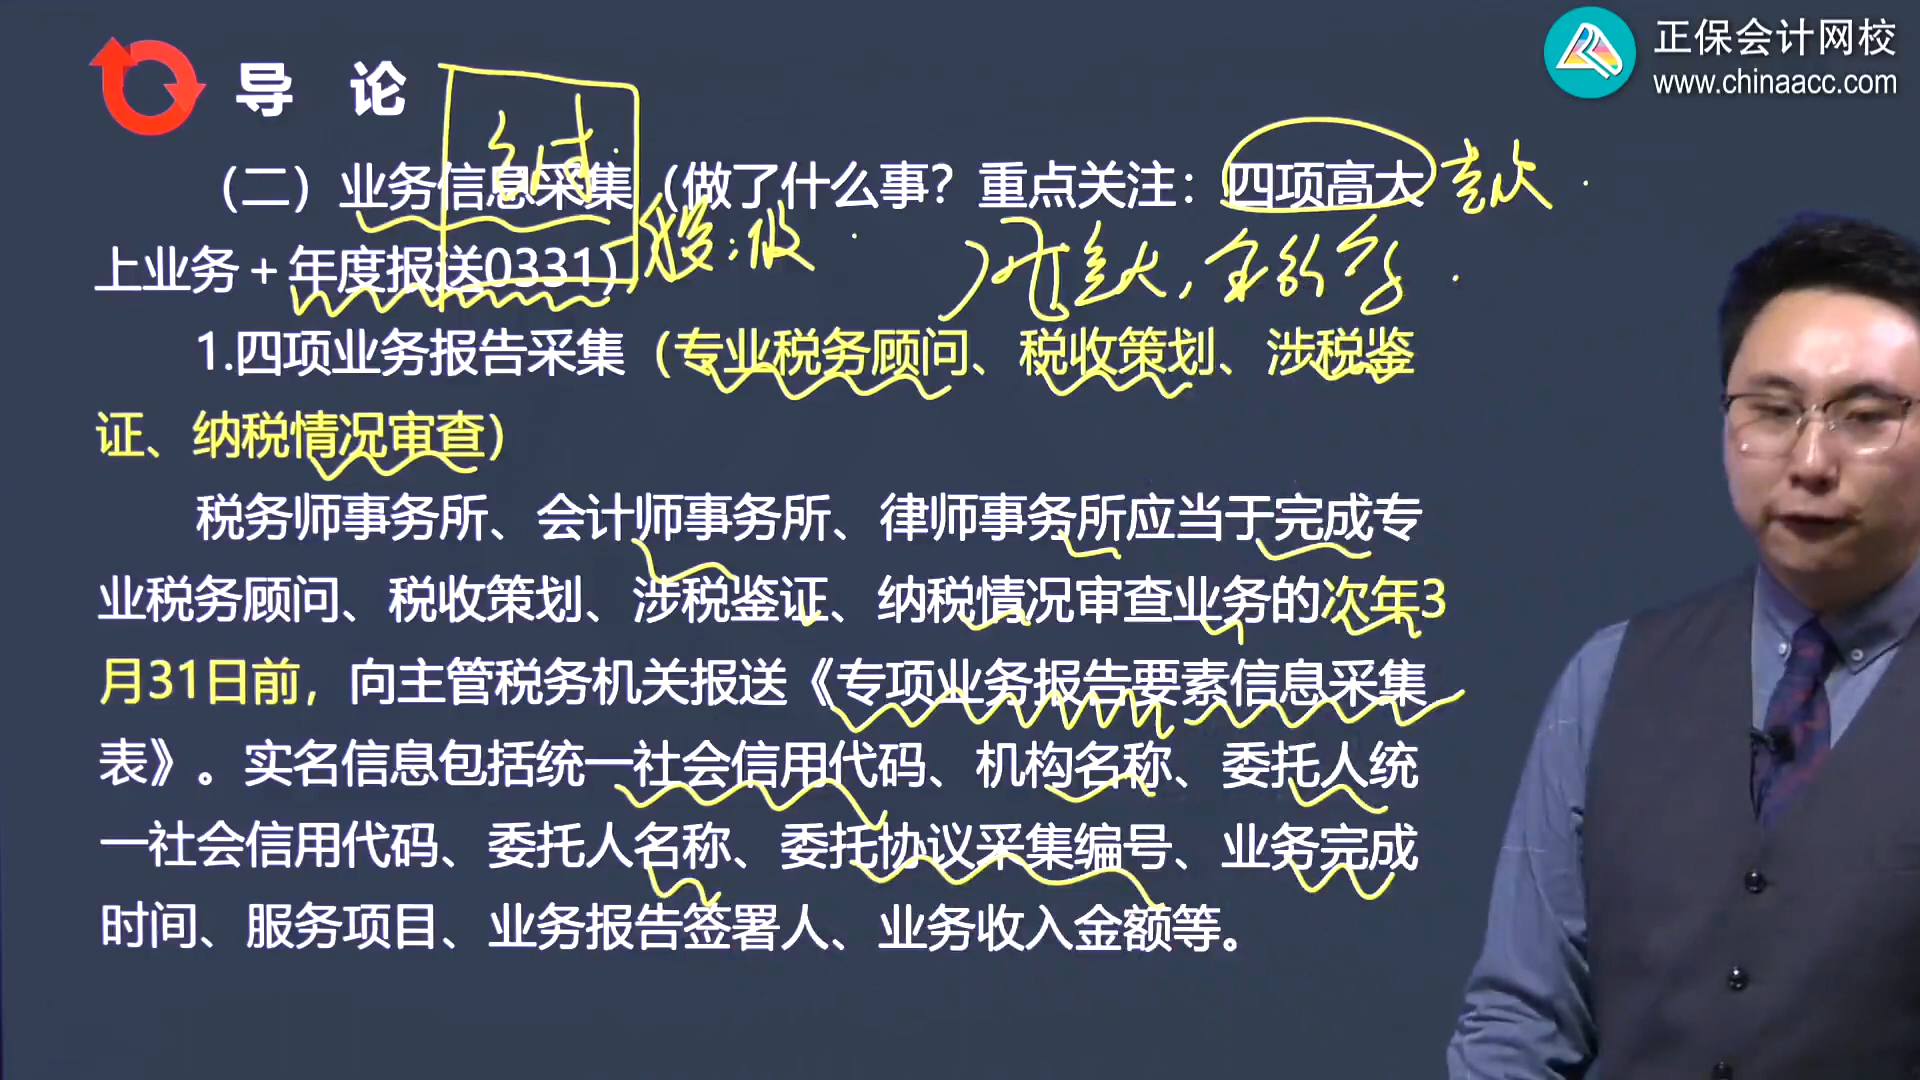 正保会计网校
www.chinaacc.com
导 论
（二）业务信息采集（做了什么事？重点关注：四项高大
上业务＋年度报送0331）
1.四项业务报告采集（专业税务顾问、税收策划、涉税鉴
证、纳税情况审查）
税务师事务所、会计师事务所、律师事务所应当于完成专
业税务顾问、税收策划、涉税鉴证、纳税情况审查业务的次年3
月31日前，向主管税务机关报送《专项业务报告要素信息采集
表》。实名信息包括统一社会信用代码、机构名称、委托人统
一社会信用代码、委托人名称、委托协议采集编号、业务完成
时间、服务项目、业务报告签署人、业务收入金额等。